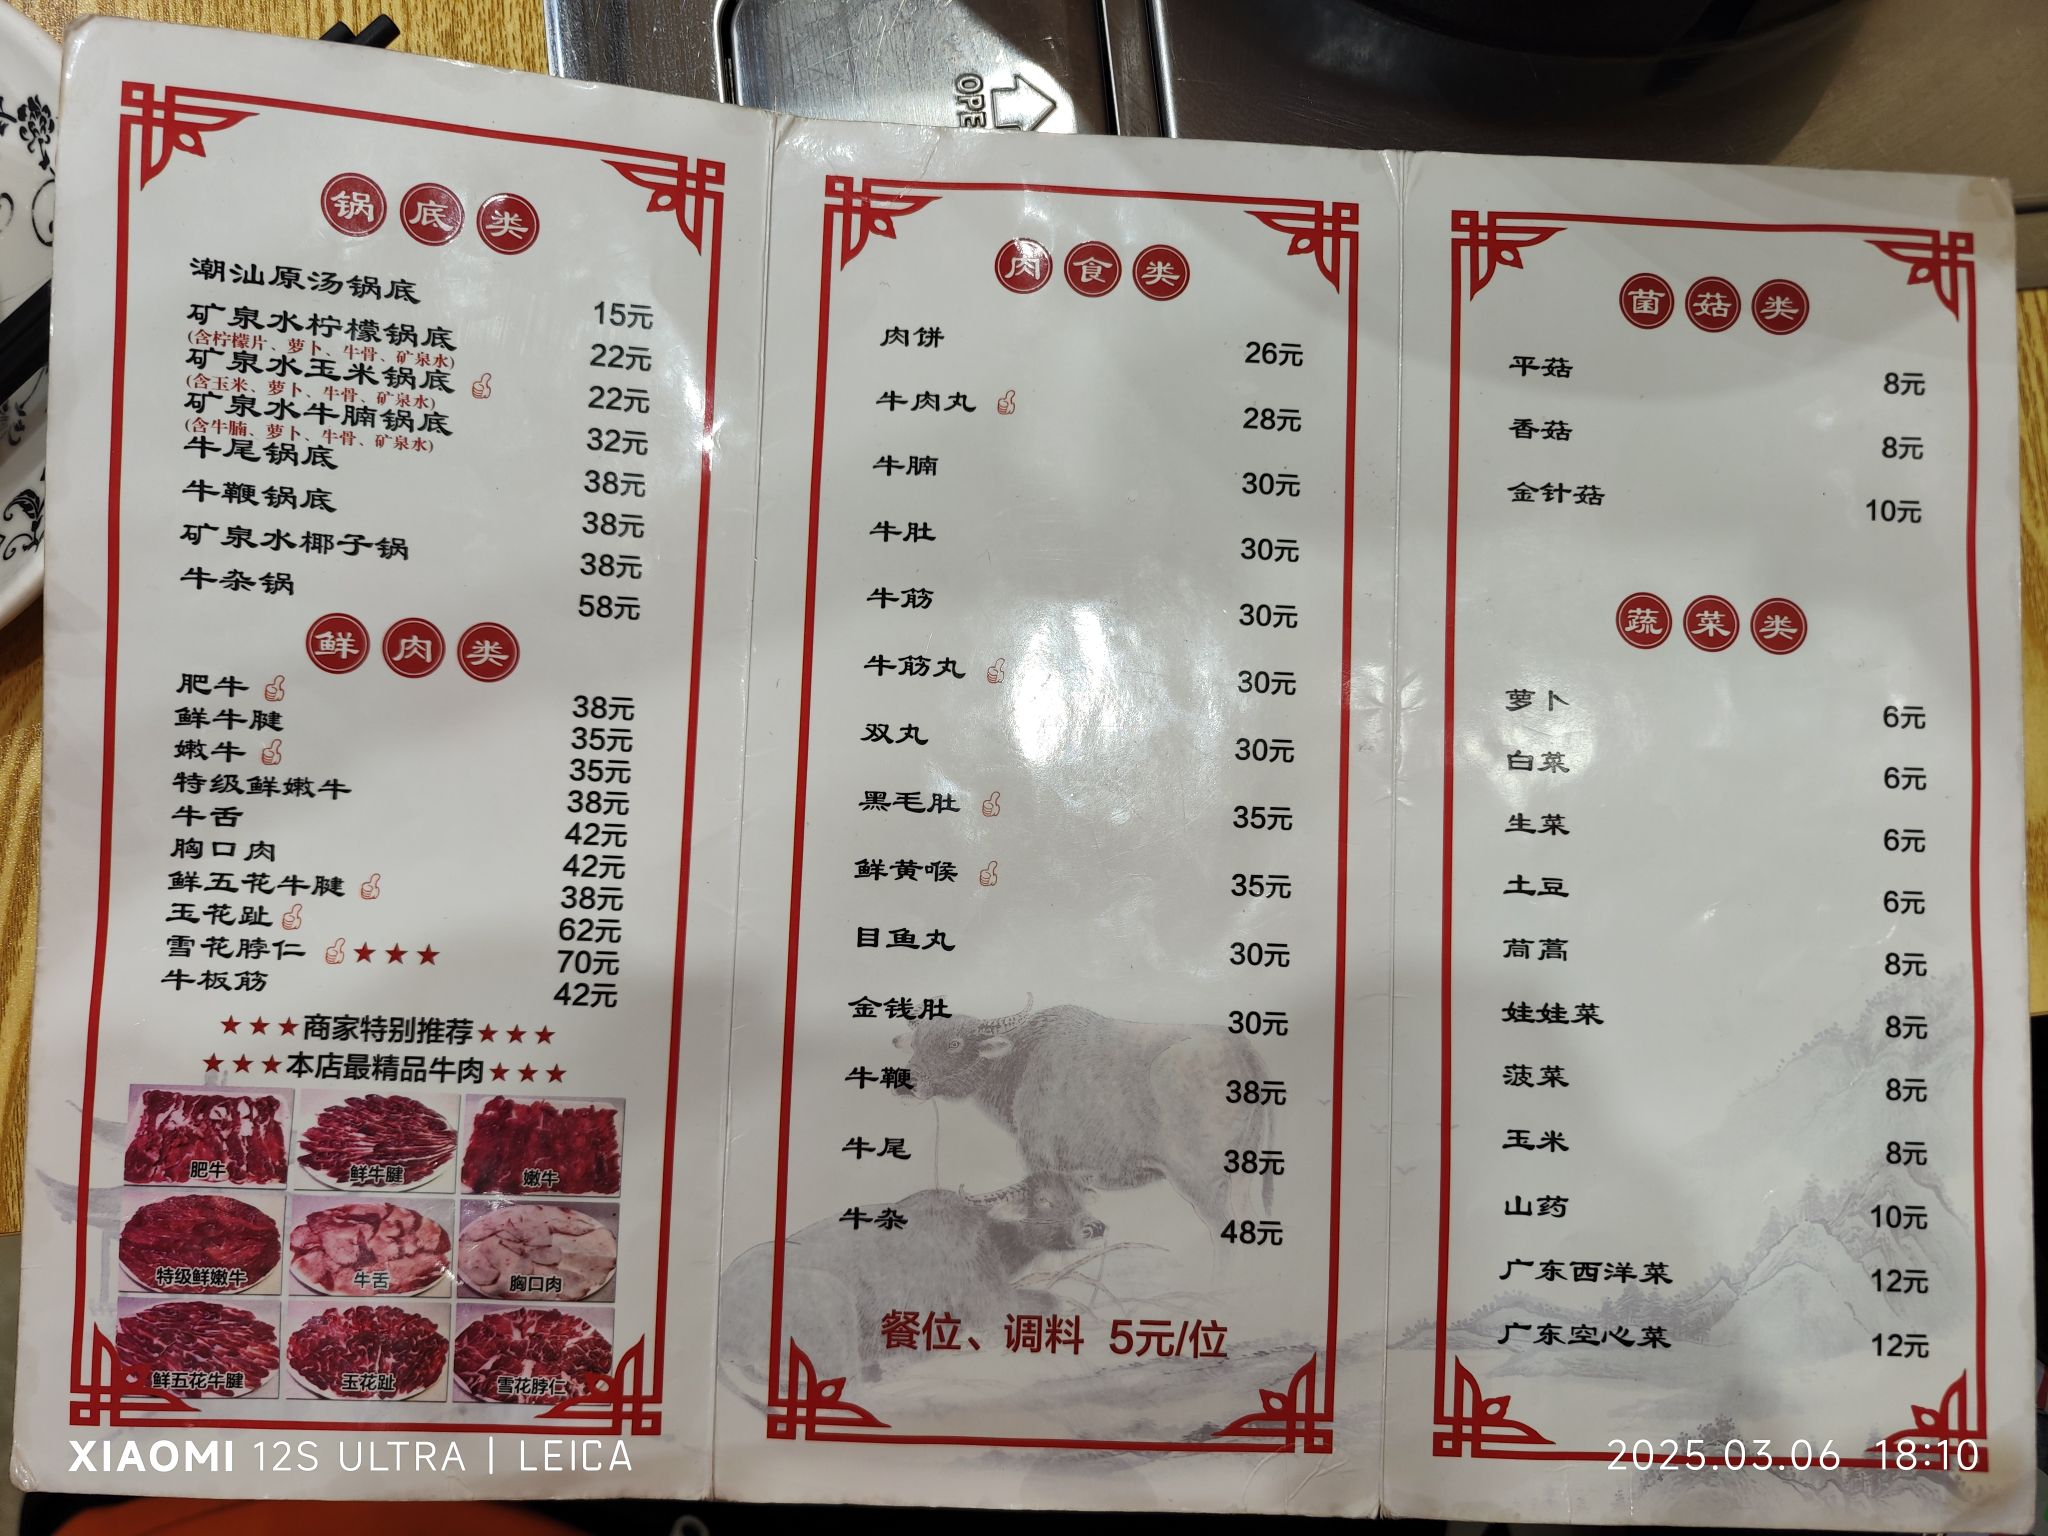 OPE
锅底类
潮汕原汤锅底 15元
矿泉水柠檬锅底 22元
(含柠檬片、萝卜、牛骨、矿泉水)
矿泉水玉米锅底 22元
(含玉米、萝卜、牛骨、矿泉水)
矿泉水牛腩锅底 32元
(含牛腩、萝卜、牛骨、矿泉水)
牛尾锅底 38元
牛鞭锅底 38元
矿泉水椰子锅 38元
牛杂锅 58元
鲜肉类
肥牛 38元
鲜牛腱 35元
嫩牛 35元
特级鲜嫩牛 38元
牛舌 42元
胸口肉 42元
鲜五花牛腱 38元
玉花趾 62元
雪花脖仁 ★★★ 70元
牛板筋 42元
★★★商家特别推荐★★★
★★★本店最精品牛肉★★★
肥牛 鲜牛腱 嫩牛
特级鲜嫩牛 牛舌 胸口肉
鲜五花牛腱 玉花趾 雪花脖仁
肉食类
肉饼 26元
牛肉丸 28元
牛腩 30元
牛肚 30元
牛筋 30元
牛筋丸 30元
双丸 30元
黑毛肚 35元
鲜黄喉 35元
目鱼丸 30元
金钱肚 30元
牛鞭 38元
牛尾 38元
牛杂 48元
餐位、调料 5元/位
菌菇类
平菇 8元
香菇 8元
金针菇 10元
蔬菜类
萝卜 6元
白菜 6元
生菜 6元
土豆 6元
茼蒿 8元
娃娃菜 8元
菠菜 8元
玉米 8元
山药 10元
广东西洋菜 12元
广东空心菜 12元
XIAOMI 12S ULTRA | LEICA
2025.03.06 18:10